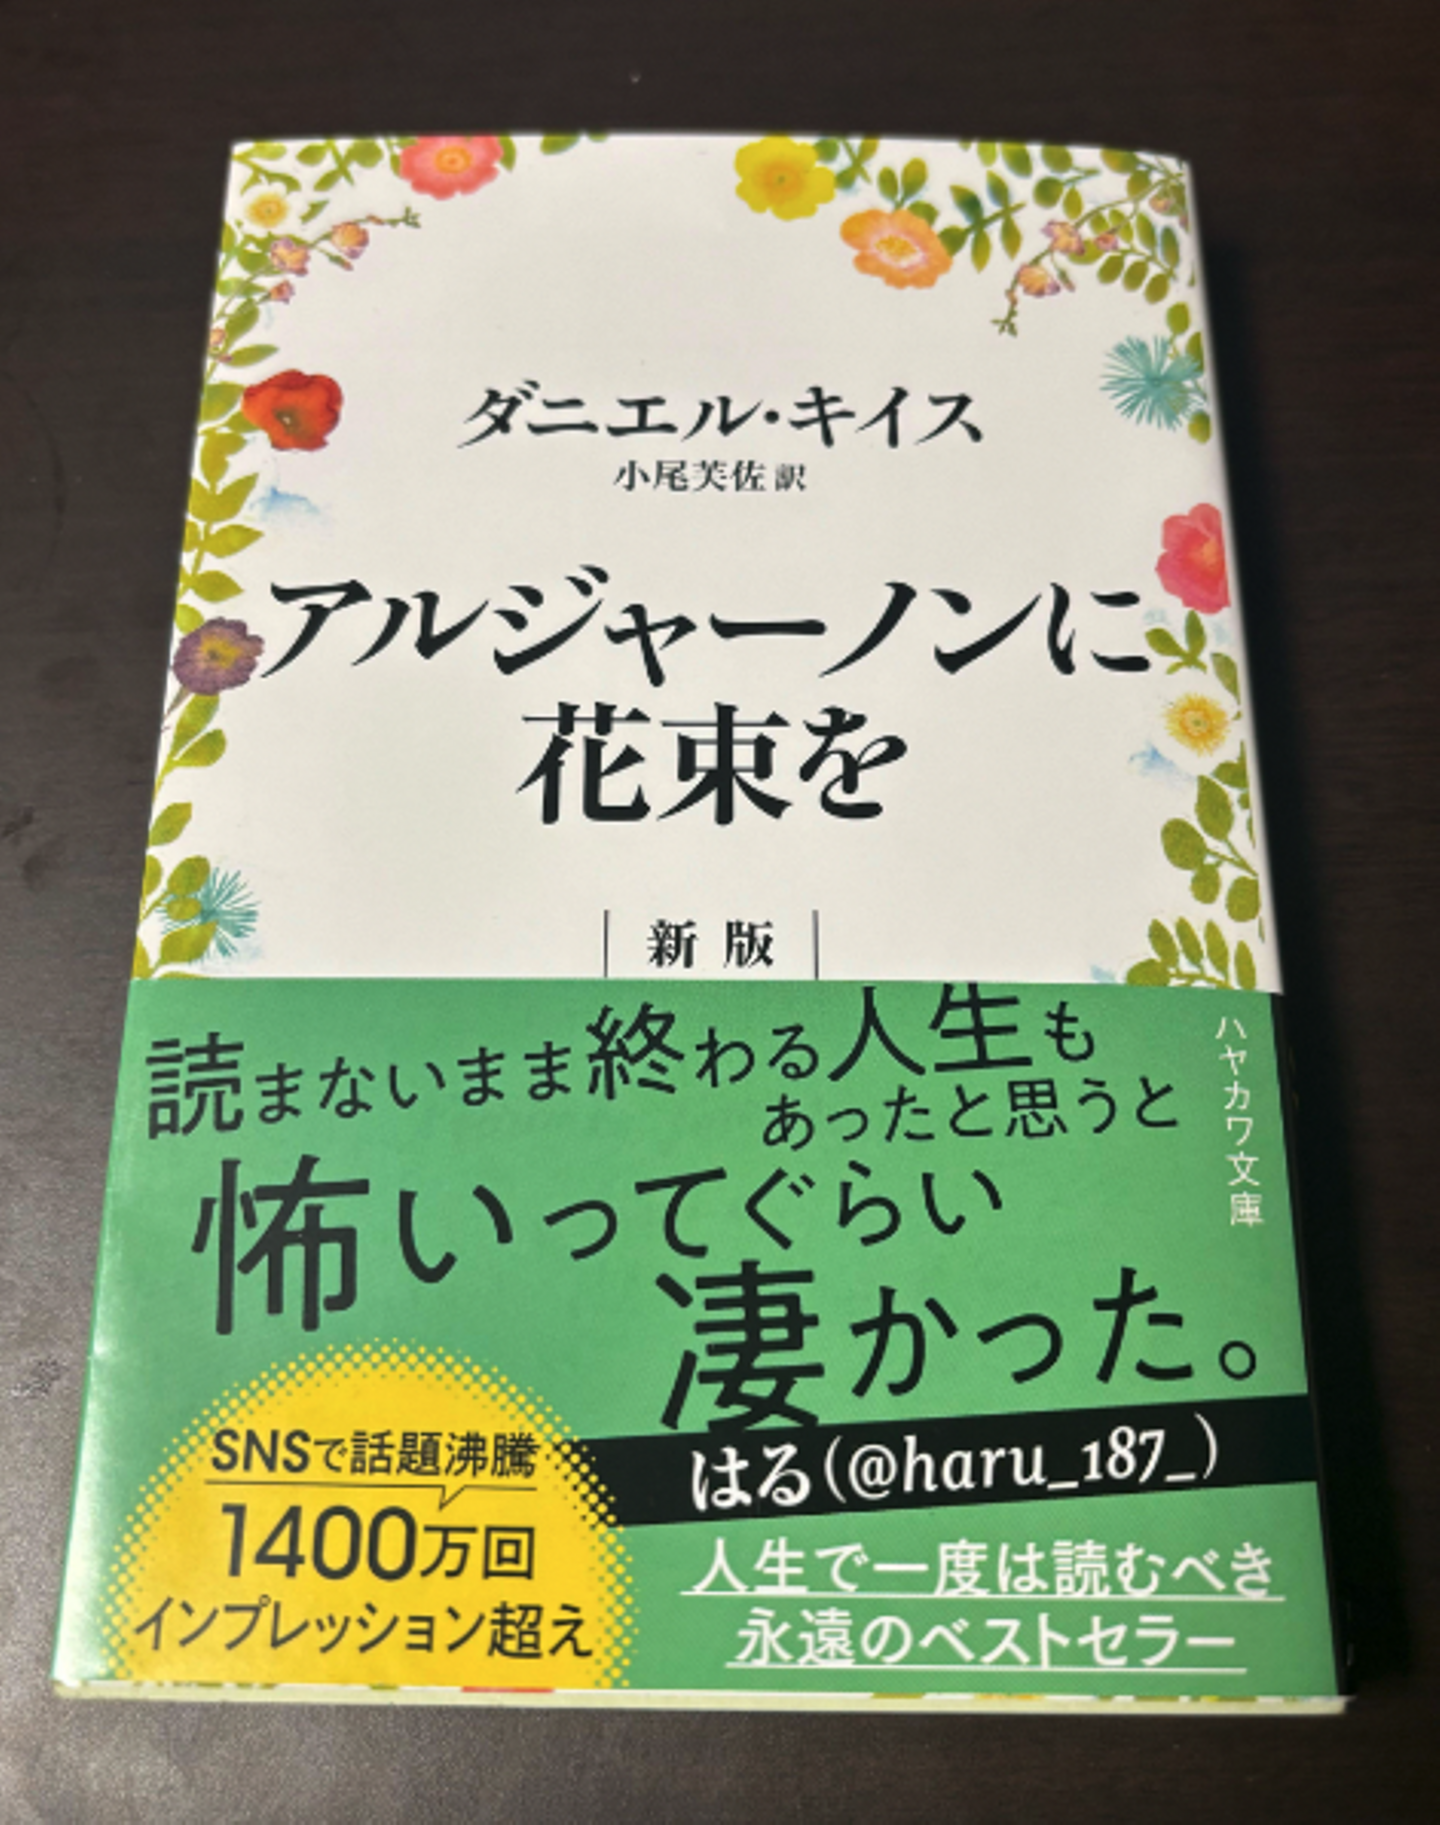 ダニエル・キイス
小尾芙佐 訳
アルジャーノンに
花束を
新版
読まないまま終わる人生も
あったと思うと
怖いってぐらい
凄かった。
ハヤカワ文庫
はる(@haru_187_)
SNSで話題沸騰
1400万回
インプレッション超え
人生で一度は読むべき
永遠のベストセラー